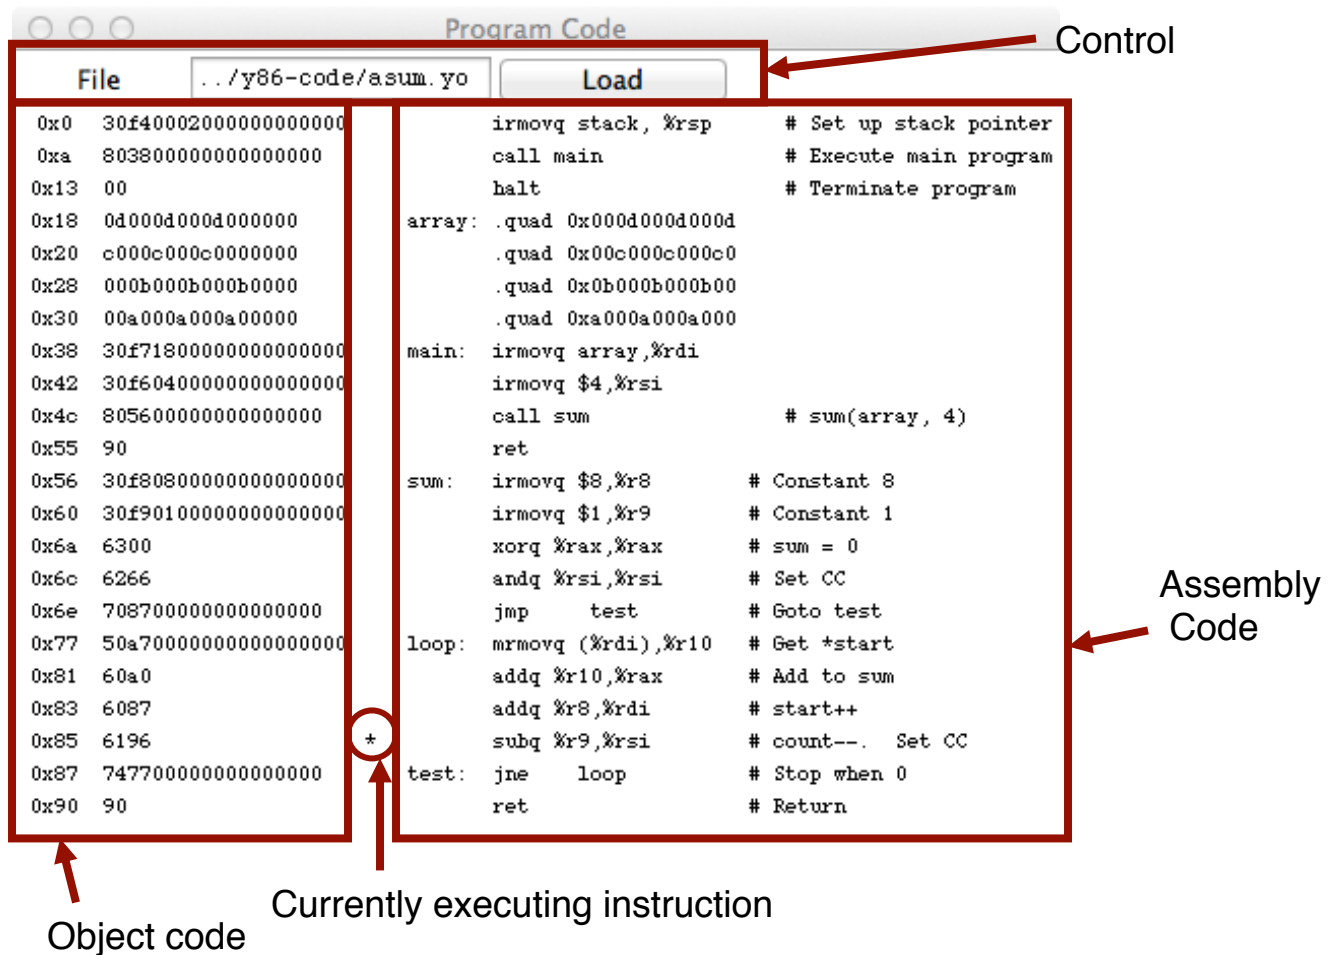 Program Code
Control
File ../y86-code/asum.yo Load
0x0 30f40002000000000000 irmovq stack, %rsp # Set up stack pointer
0xa 803800000000000000 call main # Execute main program
0x13 00 halt # Terminate program
0x18 0d000d000d000000 array: .quad 0x000d000d000d
0x20 c000c000c0000000 .quad 0x00c000c000c0
0x28 000b000b000b0000 .quad 0x0b000b000b00
0x30 00a000a000a00000 .quad 0xa000a000a000
0x38 30f71800000000000000 main: irmovq array,%rdi
0x42 30f60400000000000000 irmovq $4,%rsi
0x4c 805600000000000000 call sum # sum(array, 4)
0x55 90 ret
0x56 30f80800000000000000 sum: irmovq $8,%r8 # Constant 8
0x60 30f90100000000000000 irmovq $1,%r9 # Constant 1
0x6a 6300 xorq %rax,%rax # sum = 0
0x6c 6266 andq %rsi,%rsi # Set CC
0x6e 708700000000000000 jmp test # Goto test
0x77 50a70000000000000000 loop: mrmovq (%rdi),%r10 # Get *start
0x81 60a0 addq %r10,%rax # Add to sum
0x83 6087 addq %r8,%rdi # start++
0x85 6196 * subq %r9,%rsi # count--. Set CC
0x87 747700000000000000 test: jne loop # Stop when 0
0x90 90 ret # Return
Assembly
Code
Currently executing instruction
Object code